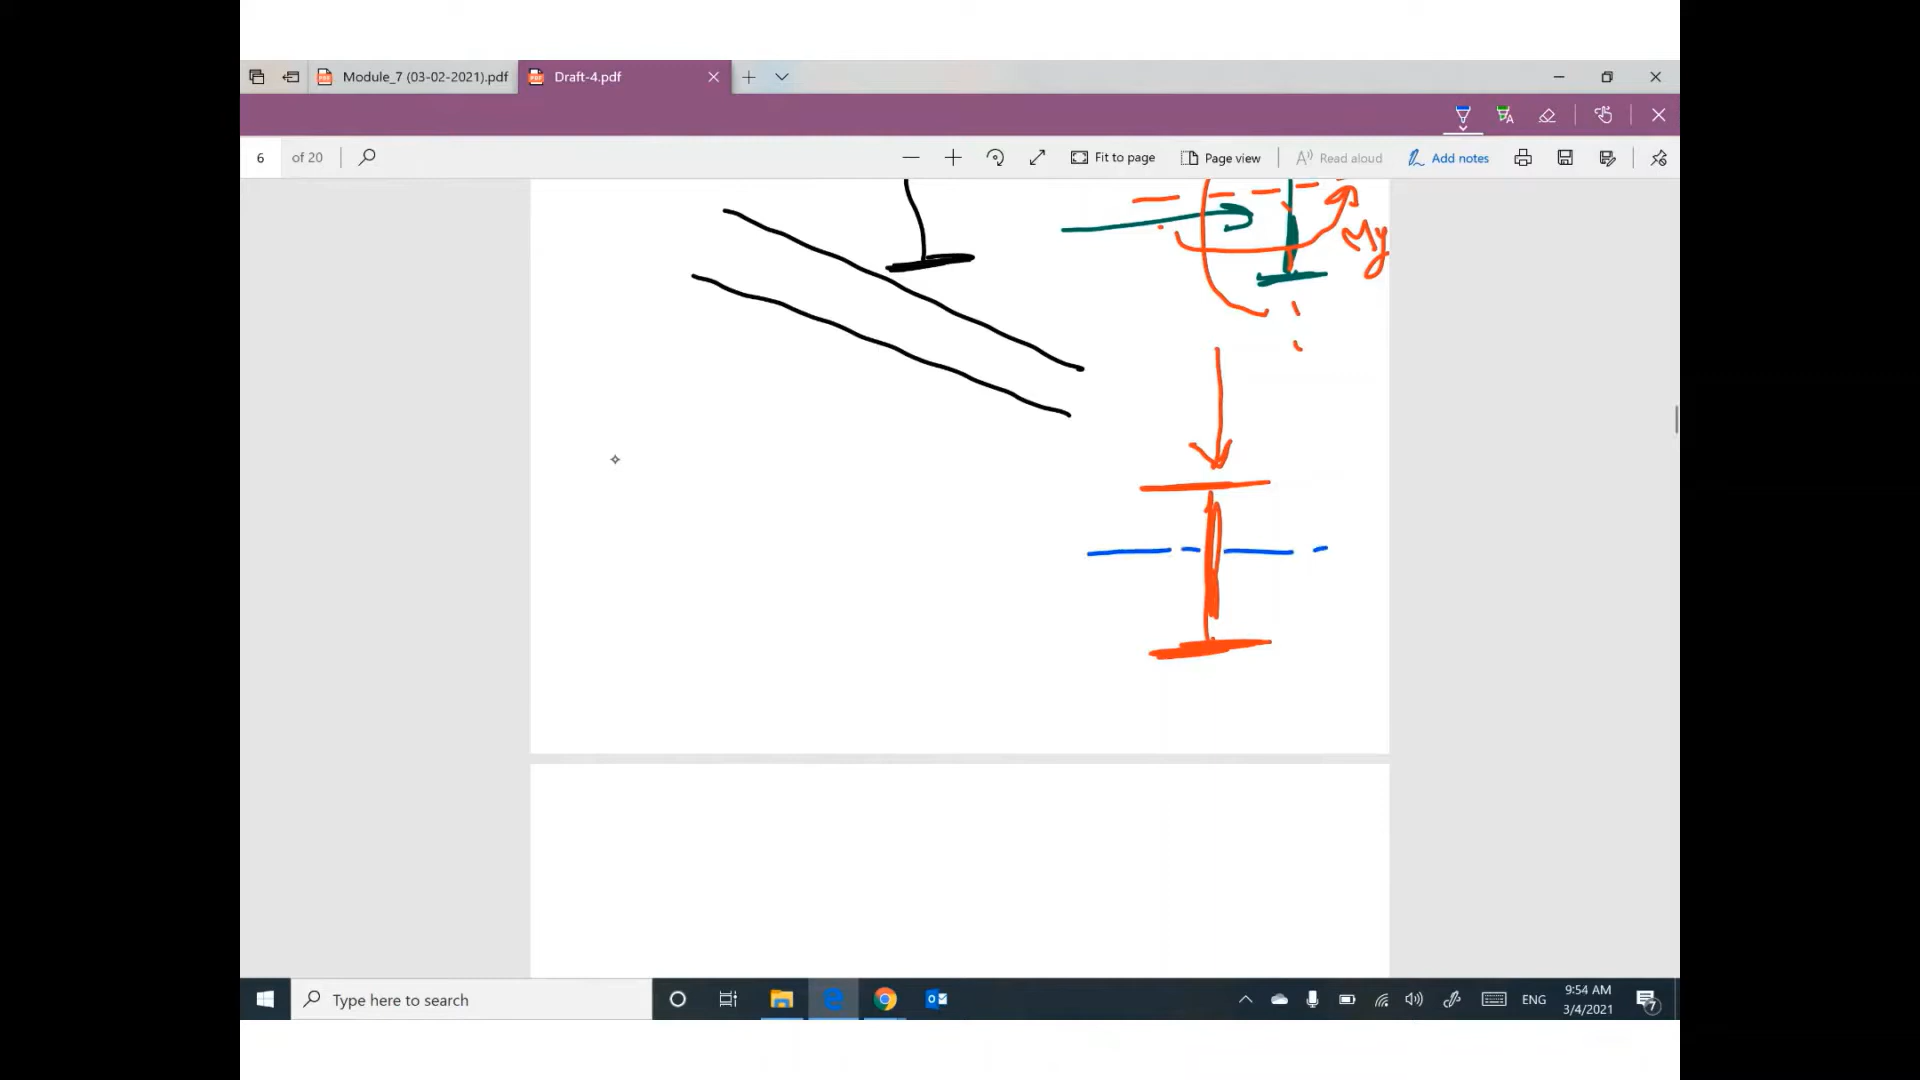 Module_7 (03-02-2021).pdf
Draft-4.pdf
6 of 20
Fit to page
Page view
Read aloud
Add notes
My
Type here to search
ENG
9:54 AM
3/4/2021
7